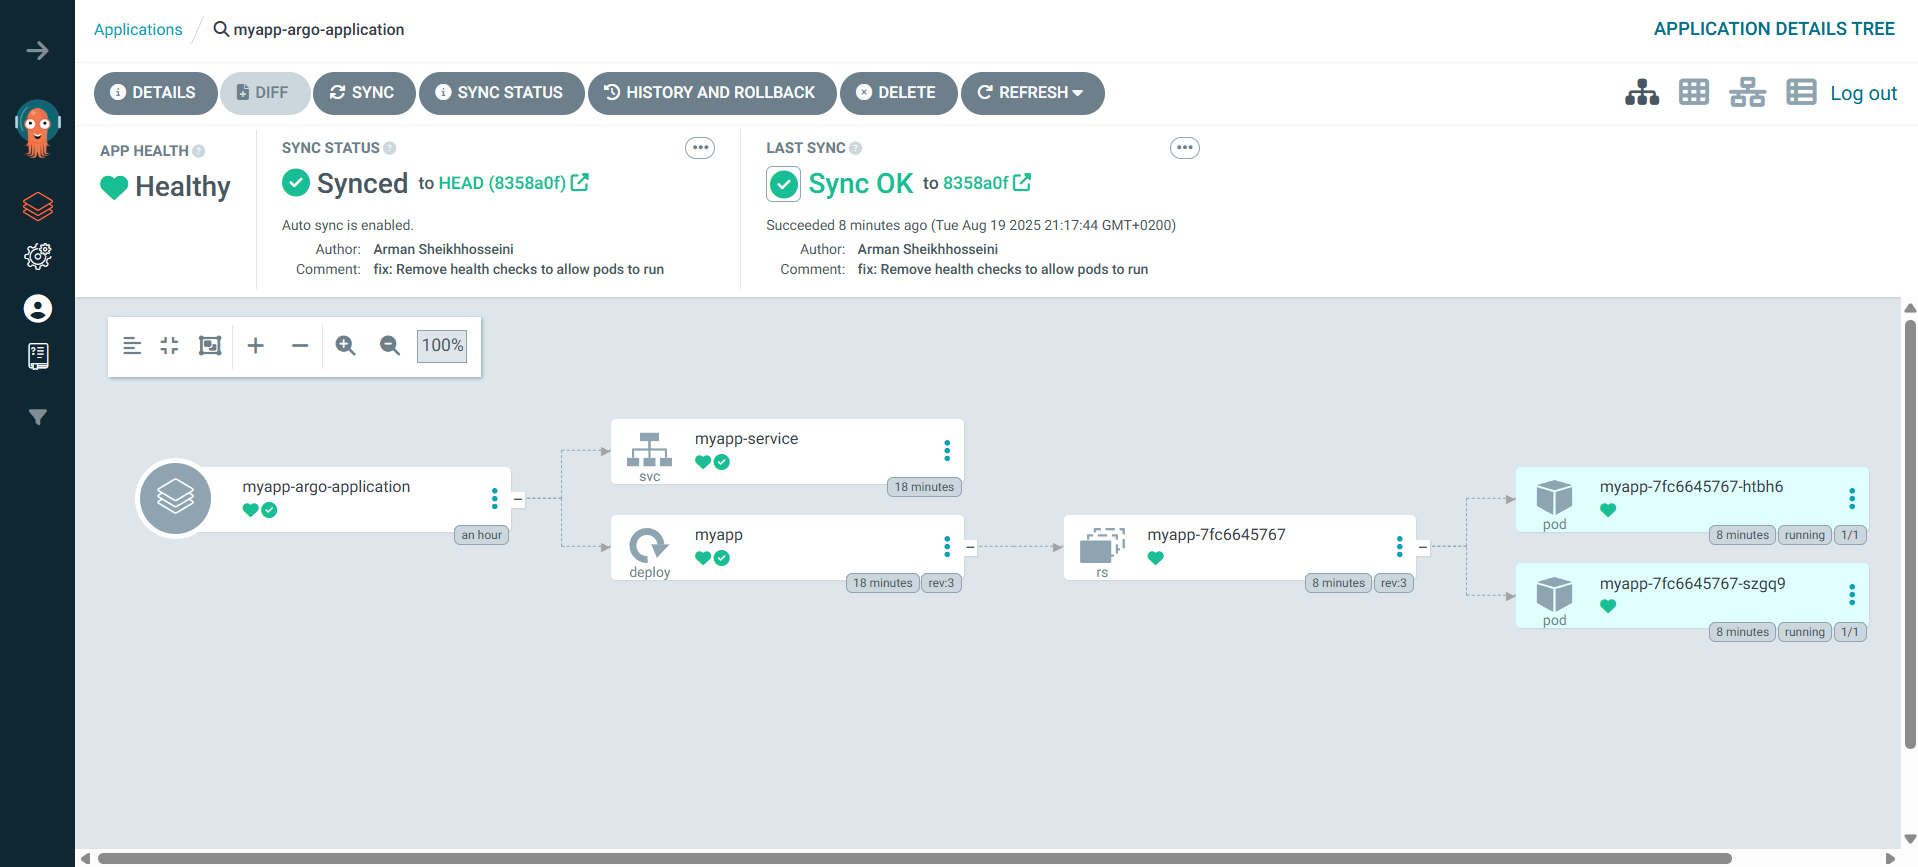 Applications
myapp-argo-application
APPLICATION DETAILS TREE
DETAILS
DIFF
SYNC
SYNC STATUS
HISTORY AND ROLLBACK
DELETE
REFRESH
Log out
APP HEALTH
Healthy
SYNC STATUS
Synced to HEAD (8358a0f)
Auto sync is enabled.
Author: Arman Sheikhhosseini
Comment: fix: Remove health checks to allow pods to run
LAST SYNC
Sync OK to 8358a0f
Succeeded 8 minutes ago (Tue Aug 19 2025 21:17:44 GMT+0200)
Author: Arman Sheikhhosseini
Comment: fix: Remove health checks to allow pods to run
100%
myapp-argo-application
an hour
myapp-service
svc
18 minutes
myapp
deploy
18 minutes rev:3
myapp-7fc6645767
rs
8 minutes rev:3
myapp-7fc6645767-htbh6
pod
8 minutes running 1/1
myapp-7fc6645767-szgq9
pod
8 minutes running 1/1